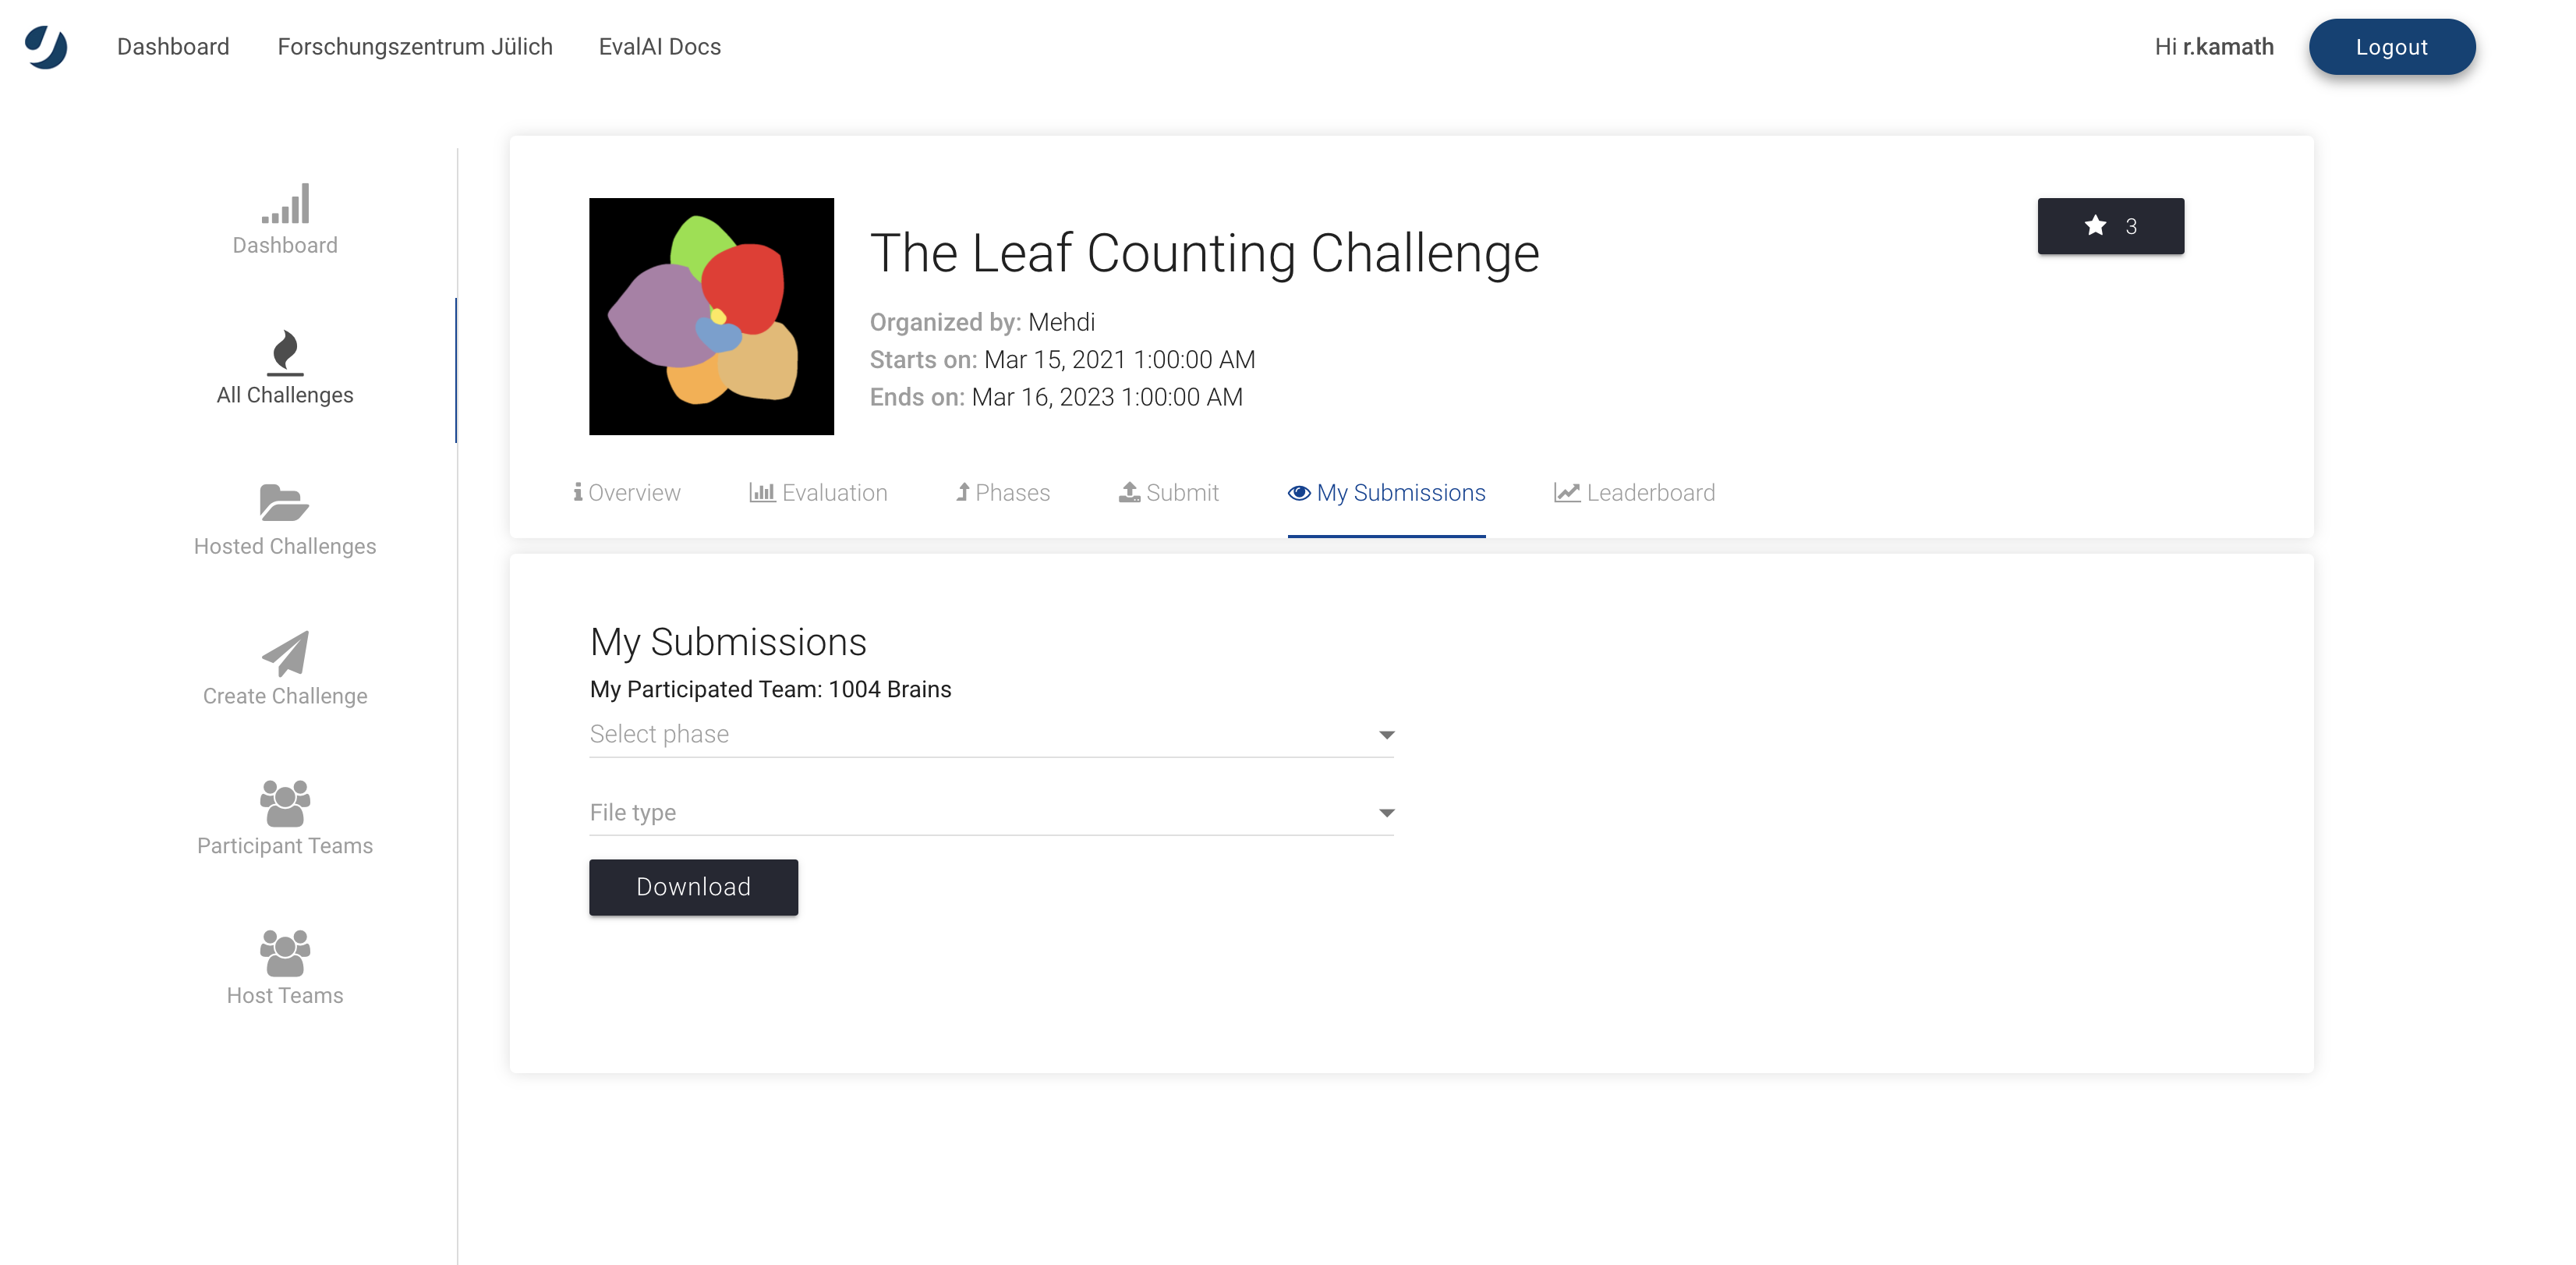 Dashboard Forschungszentrum Jülich EvalAI Docs Hi r.kamath Logout
Dashboard
All Challenges
Hosted Challenges
Create Challenge
Participant Teams
Host Teams
The Leaf Counting Challenge
3
Organized by: Mehdi
Starts on: Mar 15, 2021 1:00:00 AM
Ends on: Mar 16, 2023 1:00:00 AM
Overview Evaluation Phases Submit My Submissions Leaderboard
My Submissions
My Participated Team: 1004 Brains
Select phase
File type
Download